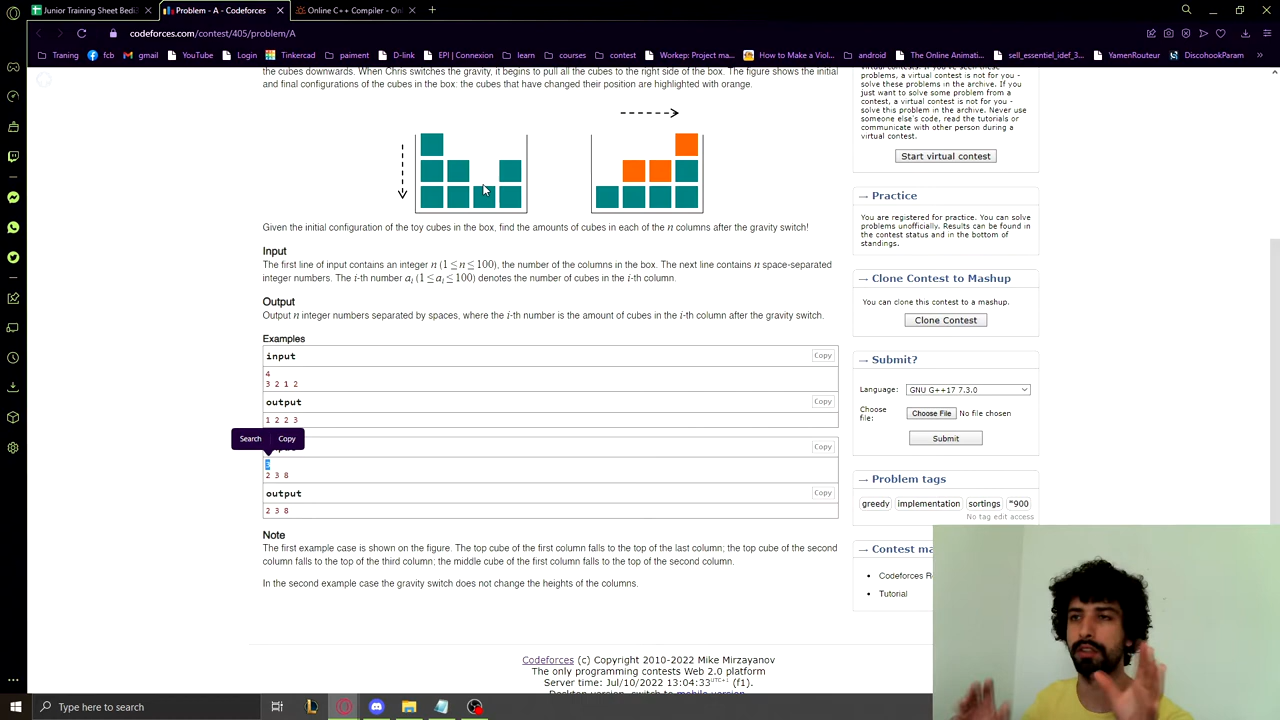 Junior Training Sheet Bedi
Problem - A - Codeforces
Online C++ Compiler - On
codeforces.com/contest/405/problem/A
Traning
fcb
gmail
YouTube
Login
Tinkercad
paiment
D-link
EPI | Connexion
learn
courses
contest
Workep: Project ma...
How to Make a Viol...
android
The Online Animati...
sell_essentiel_idef_3...
YamenRouteur
DiscohookParam
the cubes downwards. When Chris switches the gravity, it begins to pull all the cubes to the right side of the box. The figure shows the initial
and final configurations of the cubes in the box: the cubes that have changed their position are highlighted with orange.
Given the initial configuration of the toy cubes in the box, find the amounts of cubes in each of the n columns after the gravity switch!
Input
The first line of input contains an integer n (1 ≤ n ≤ 100), the number of the columns in the box. The next line contains n space-separated
integer numbers. The i-th number ai (1 ≤ ai ≤ 100) denotes the number of cubes in the i-th column.
Output
Output n integer numbers separated by spaces, where the i-th number is the amount of cubes in the i-th column after the gravity switch.
Examples
input
Copy
4
3 2 1 2
output
Copy
1 2 2 3
Search Copy
Copy
3
2 3 8
output
Copy
2 3 8
Note
The first example case is shown on the figure. The top cube of the first column falls to the top of the last column; the top cube of the second
column falls to the top of the third column; the middle cube of the first column falls to the top of the second column.
In the second example case the gravity switch does not change the heights of the columns.
virtual contests. If you've seen these
problems, a virtual contest is not for you -
solve these problems in the archive. If you
just want to solve some problem from a
contest, a virtual contest is not for you -
solve this problem in the archive. Never use
someone else's code, read the tutorials or
communicate with other person during a
virtual contest.
Start virtual contest
→ Practice
You are registered for practice. You can solve
problems unofficially. Results can be found in
the contest status and in the bottom of
standings.
→ Clone Contest to Mashup
You can clone this contest to a mashup.
Clone Contest
→ Submit?
Language: GNU G++17 7.3.0
Choose
file:
Choose File No file chosen
Submit
→ Problem tags
greedy
implementation
sortings
*900
No tag edit access
→ Contest ma
Codeforces R
Tutorial
Codeforces (c) Copyright 2010-2022 Mike Mirzayanov
The only programming contests Web 2.0 platform
Server time: Jul/10/2022 13:04:33UTC+1 (f1).
Desktop version, switch to mobile version.
Type here to search